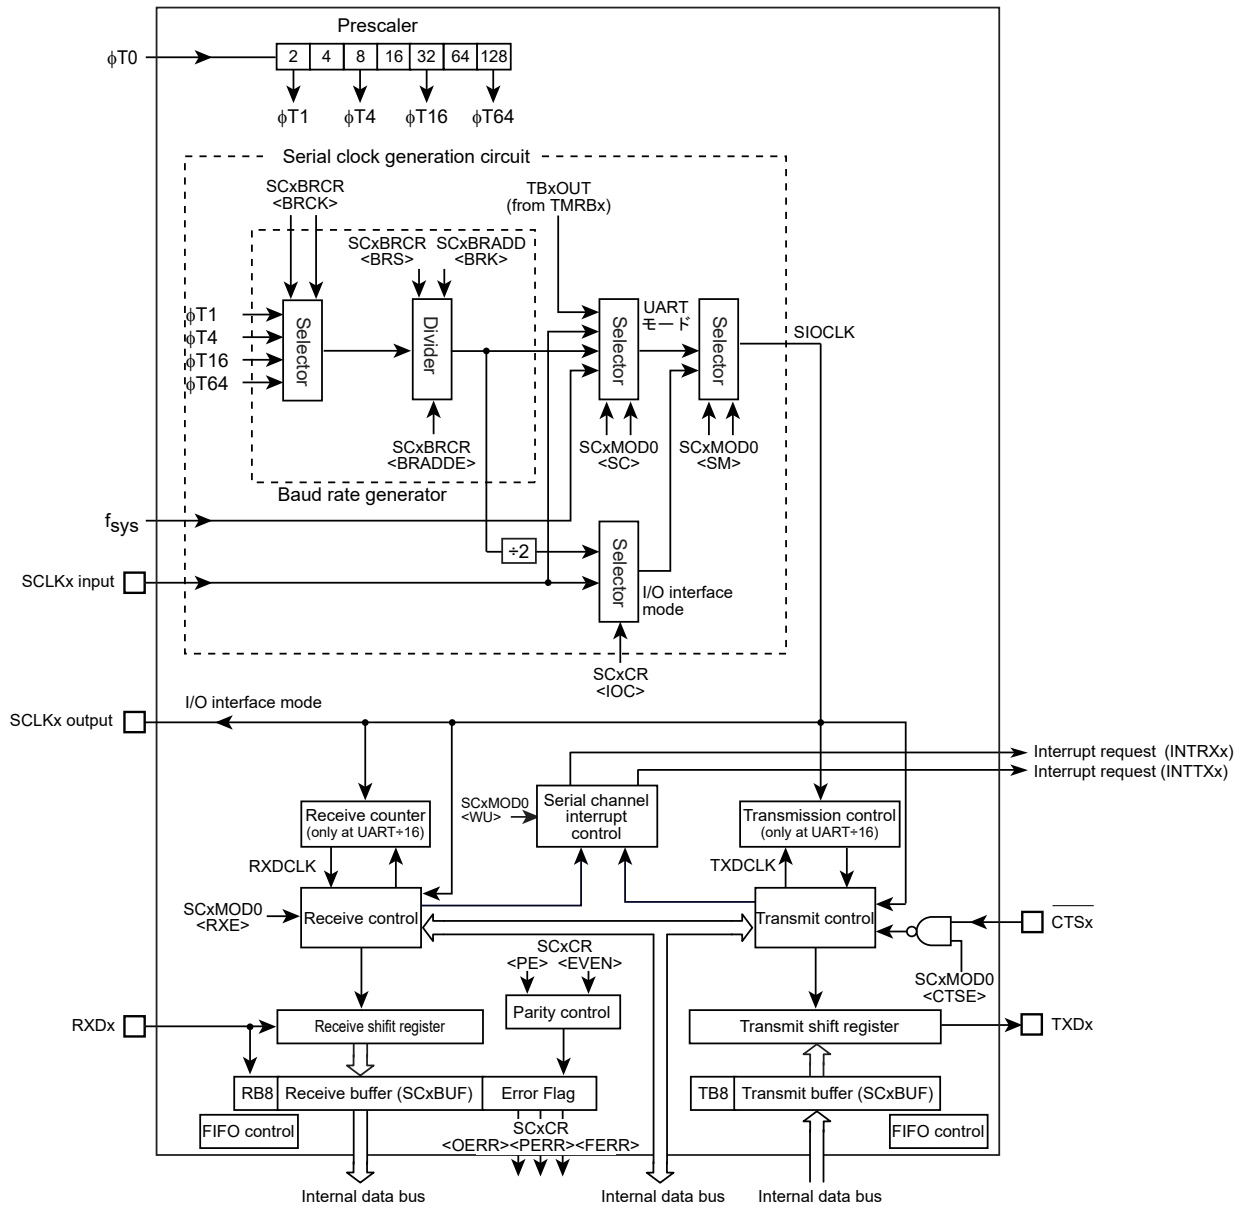 Prescaler
ϕT0
2 4 8 16 32 64 128
ϕT1 ϕT4 ϕT16 ϕT64
Serial clock generation circuit
SCxBRCR
<BRCK>
TBxOUT
(from TMRBx)
SCxBRCR
<BRS>
SCxBRADD
<BRK>
ϕT1
ϕT4
ϕT16
ϕT64
Selector
Divider
Selector
UART
モード
Selector
SIOCLK
SCxBRCR
<BRADDE>
SCxMOD0
<SC>
SCxMOD0
<SM>
Baud rate generator
fsys
÷2
Selector
SCLKx input
I/O interface
mode
SCxCR
<IOC>
I/O interface mode
SCLKx output
Interrupt request (INTRXx)
Interrupt request (INTTXx)
Receive counter
(only at UART÷16)
SCxMOD0
<WU>
Serial channel
interrupt
control
Transmission control
(only at UART÷16)
RXDCLK
TXDCLK
SCxMOD0
<RXE>
Receive control
Transmit control
CTSx
SCxCR
<PE> <EVEN>
SCxMOD0
<CTSE>
Parity control
RXDx
Receive shifit register
Transmit shift register
TXDx
RB8 Receive buffer (SCxBUF) Error Flag
TB8 Transmit buffer (SCxBUF)
FIFO control
SCxCR
<OERR><PERR><FERR>
FIFO control
Internal data bus
Internal data bus
Internal data bus